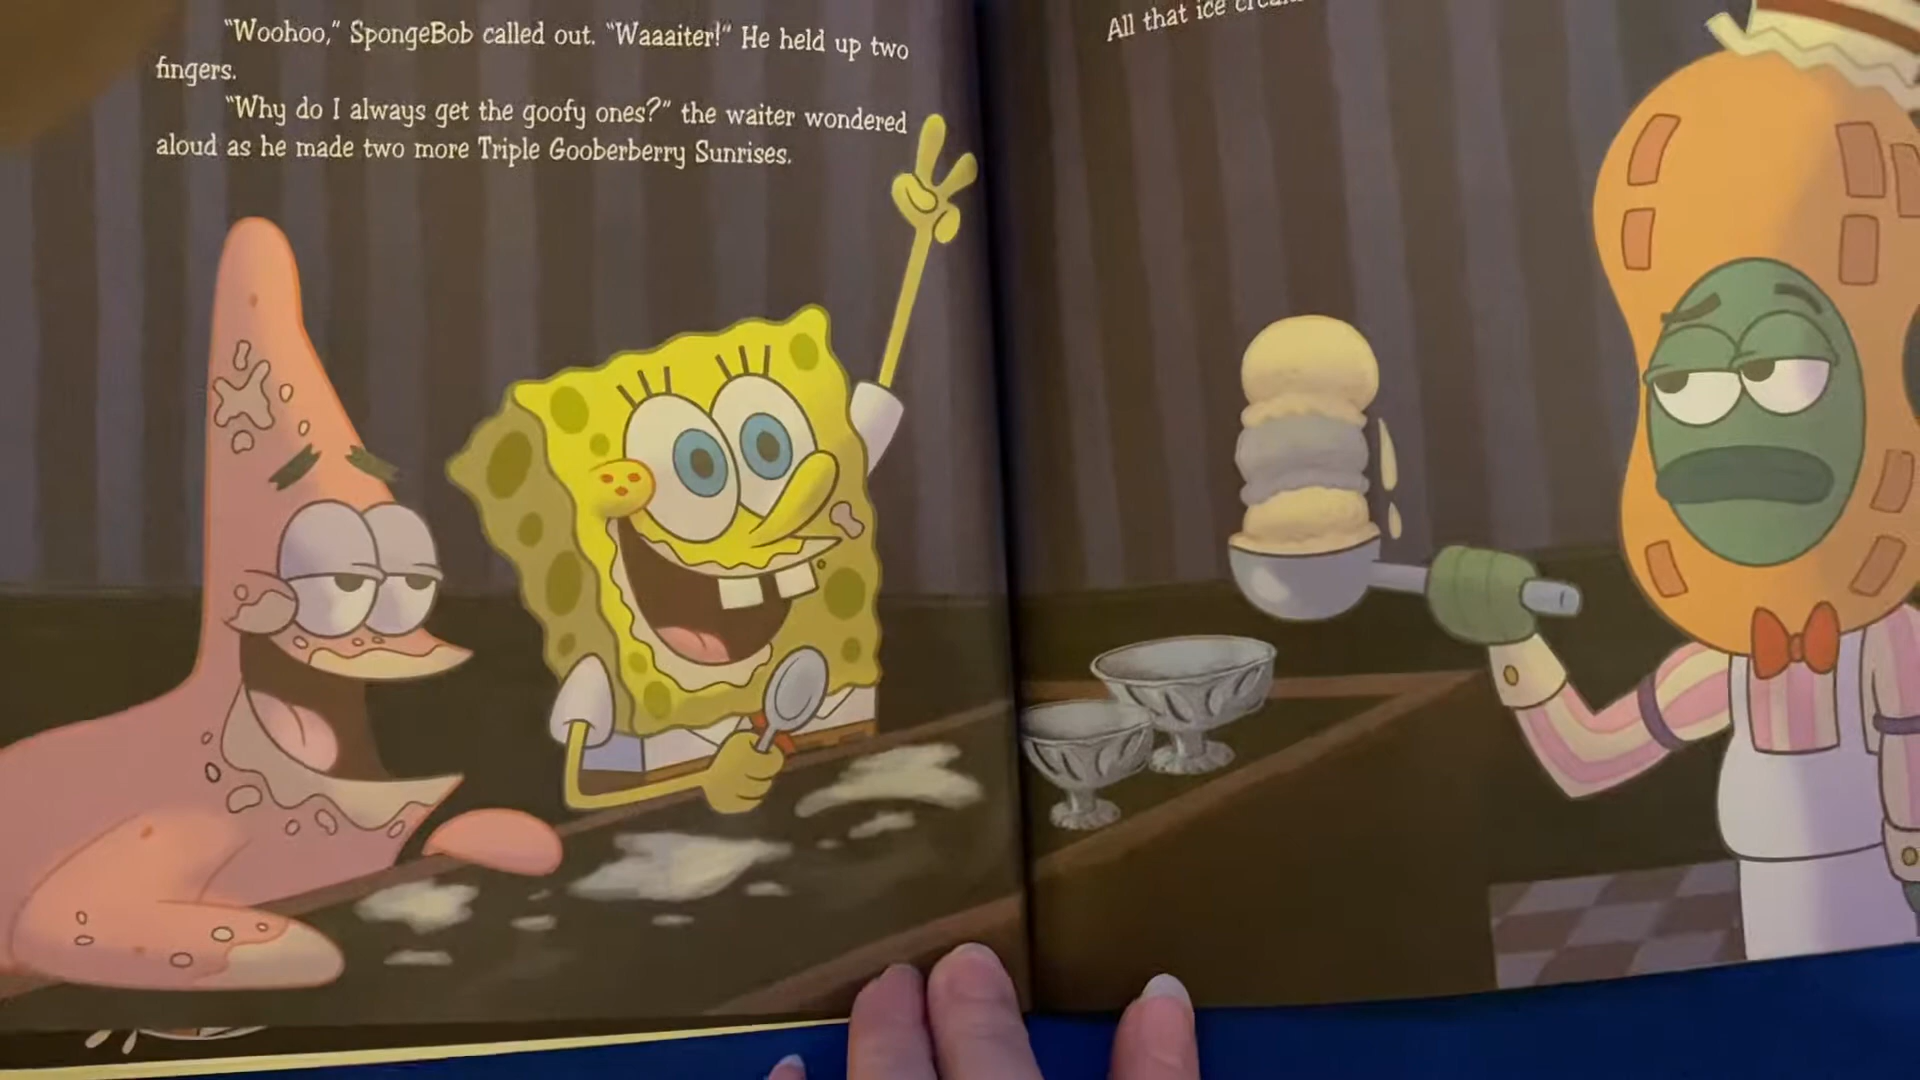 "Woohoo," SpongeBob called out. "Waaaiter!" He held up two
fingers.
"Why do I always get the goofy ones?" the waiter wondered
aloud as he made two more Triple Gooberberry Sunrises.
All that ice